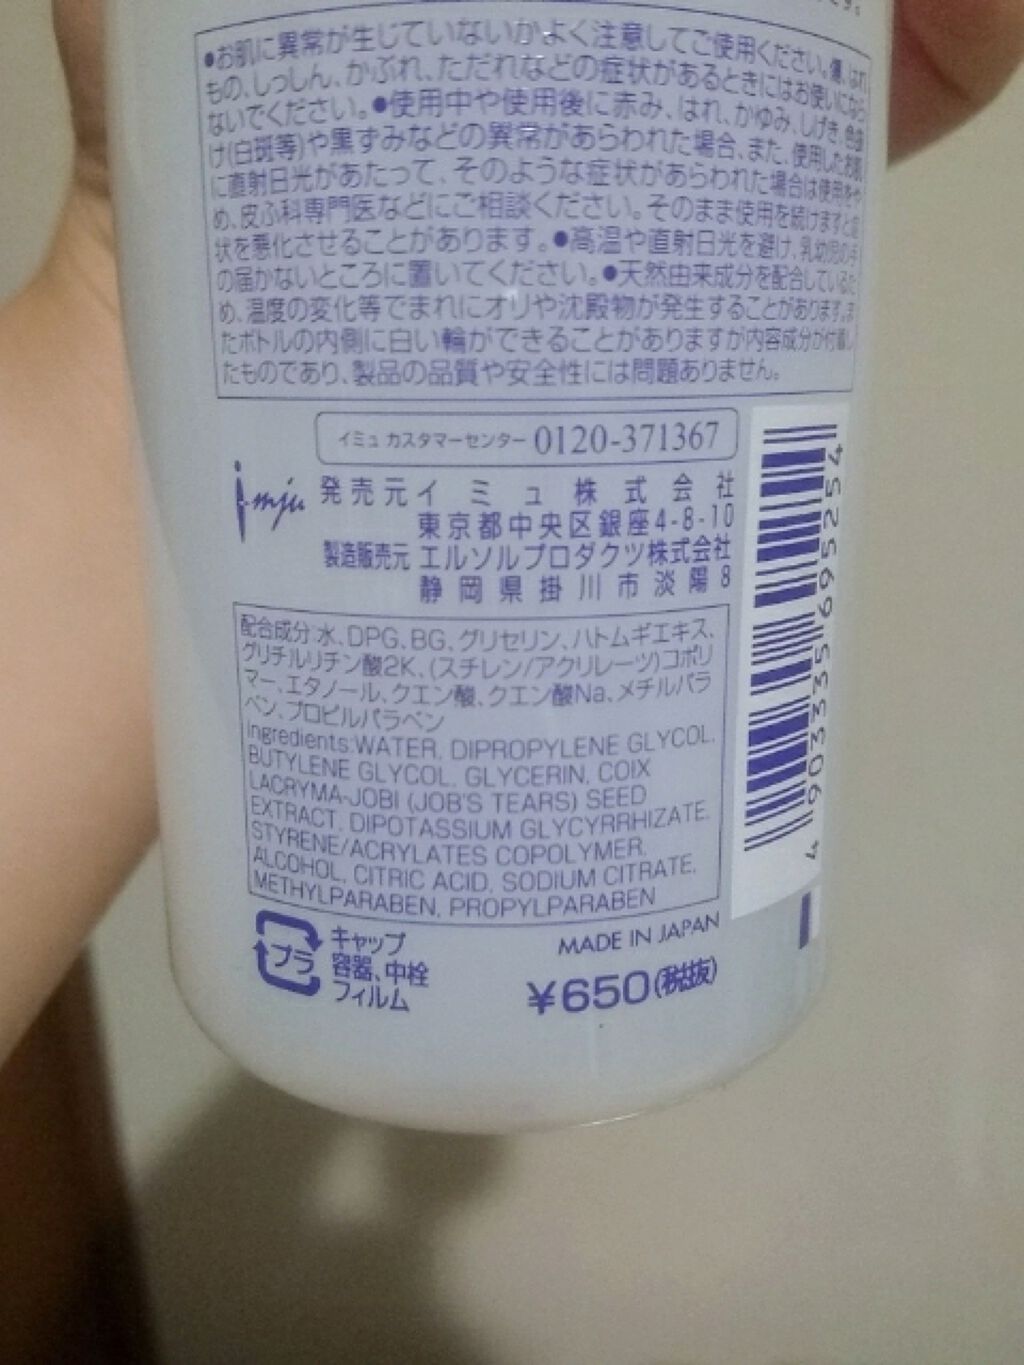 ●お肌に異常が生じていないかよく注意してご使用ください。傷、はれ
もの、しっしん、かぶれ、ただれなどの症状があるときにはお使いになら
ないでください。●使用中や使用後に赤み、はれ、かゆみ、しげき、色抜
け(白斑等)や黒ずみなどの異常があらわれた場合、また、使用したお肌
に直射日光があたって、そのような症状があらわれた場合は使用をや
め、皮ふ科専門医などにご相談ください。そのまま使用を続けますと症
状を悪化させることがあります。●高温や直射日光を避け、乳幼児の手
の届かないところに置いてください。●天然由来成分を配合しているた
め、温度の変化等でまれにオリや沈殿物が発生することがあります。ま
たボトルの内側に白い輪ができることがありますが内容成分が付着し
たものであり、製品の品質や安全性には問題ありません。
イミュ カスタマーセンター 0120-371367
imju 発売元 イミュ株式会社
東京都中央区銀座4-8-10
製造販売元 エルソルプロダクツ株式会社
静岡県掛川市淡陽8
配合成分:水、DPG、BG、グリセリン、ハトムギエキス、
グリチルリチン酸2K、(スチレン/アクリレーツ)コポリ
マー、エタノール、クエン酸、クエン酸Na、メチルパラ
ベン、プロピルパラベン
Ingredients:WATER, DIPROPYLENE GLYCOL,
BUTYLENE GLYCOL, GLYCERIN, COIX
LACRYMA-JOBI (JOB'S TEARS) SEED
EXTRACT, DIPOTASSIUM GLYCYRRHIZATE,
STYRENE/ACRYLATES COPOLYMER,
ALCOHOL, CITRIC ACID, SODIUM CITRATE,
METHYLPARABEN, PROPYLPARABEN
4 903335 695254
プラ
キャップ
容器、中栓
フィルム
MADE IN JAPAN
¥650(税抜)